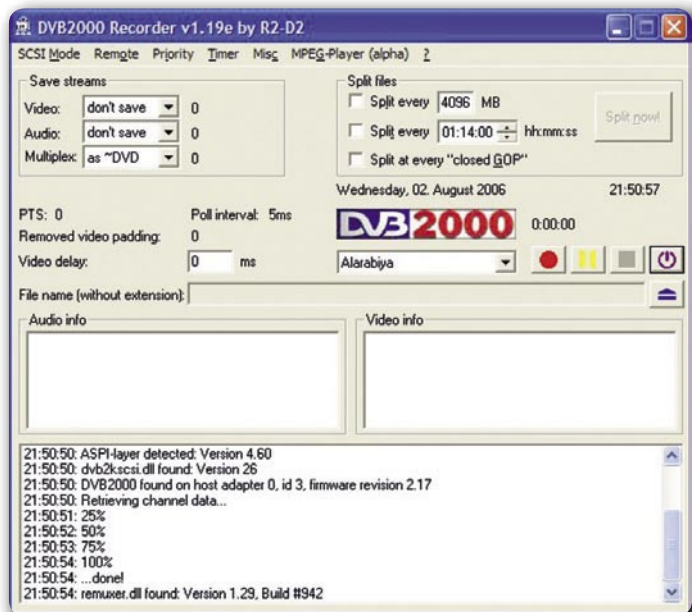 DVB2000 Recorder v1.19e by R2-D2
SCSI Mode Remote Priority Timer Misc MPEG-Player (alpha) ?
Save streams
Video: don't save 0
Audio: don't save 0
Multiplex: as ~DVD 0
Split files
Split every 4096 MB
Split every 01:14:00 hh:mm:ss
Split at every "closed GOP"
Split now!
Wednesday, 02. August 2006 21:50:57
PTS: 0 Poll interval: 5ms
Removed video padding: 0
Video delay: 0 ms
DVB2000 0:00:00
Alarabiya
File name (without extension):
Audio info
Video info
21:50:50: ASPI-layer detected: Version 4.60
21:50:50: dvb2kscsi.dll found: Version 26
21:50:50: DVB2000 found on host adapter 0, id 3, firmware revision 2.17
21:50:50: Retrieving channel data...
21:50:51: 25%
21:50:52: 50%
21:50:53: 75%
21:50:54: 100%
21:50:54: ...done!
21:50:54: remuxer.dll found: Version 1.29, Build #942